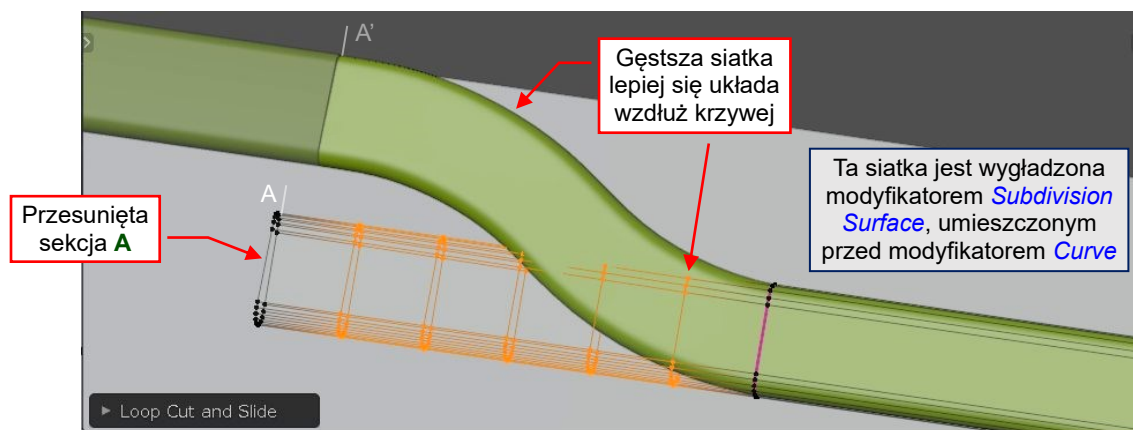 A’
Gęstsza siatka
lepiej się układa
wzdłuż krzywej
Ta siatka jest wygładzona
modyfikatorem Subdivision
Surface, umieszczonym
przed modyfikatorem Curve
A
Przesunięta
sekcja A
Loop Cut and Slide